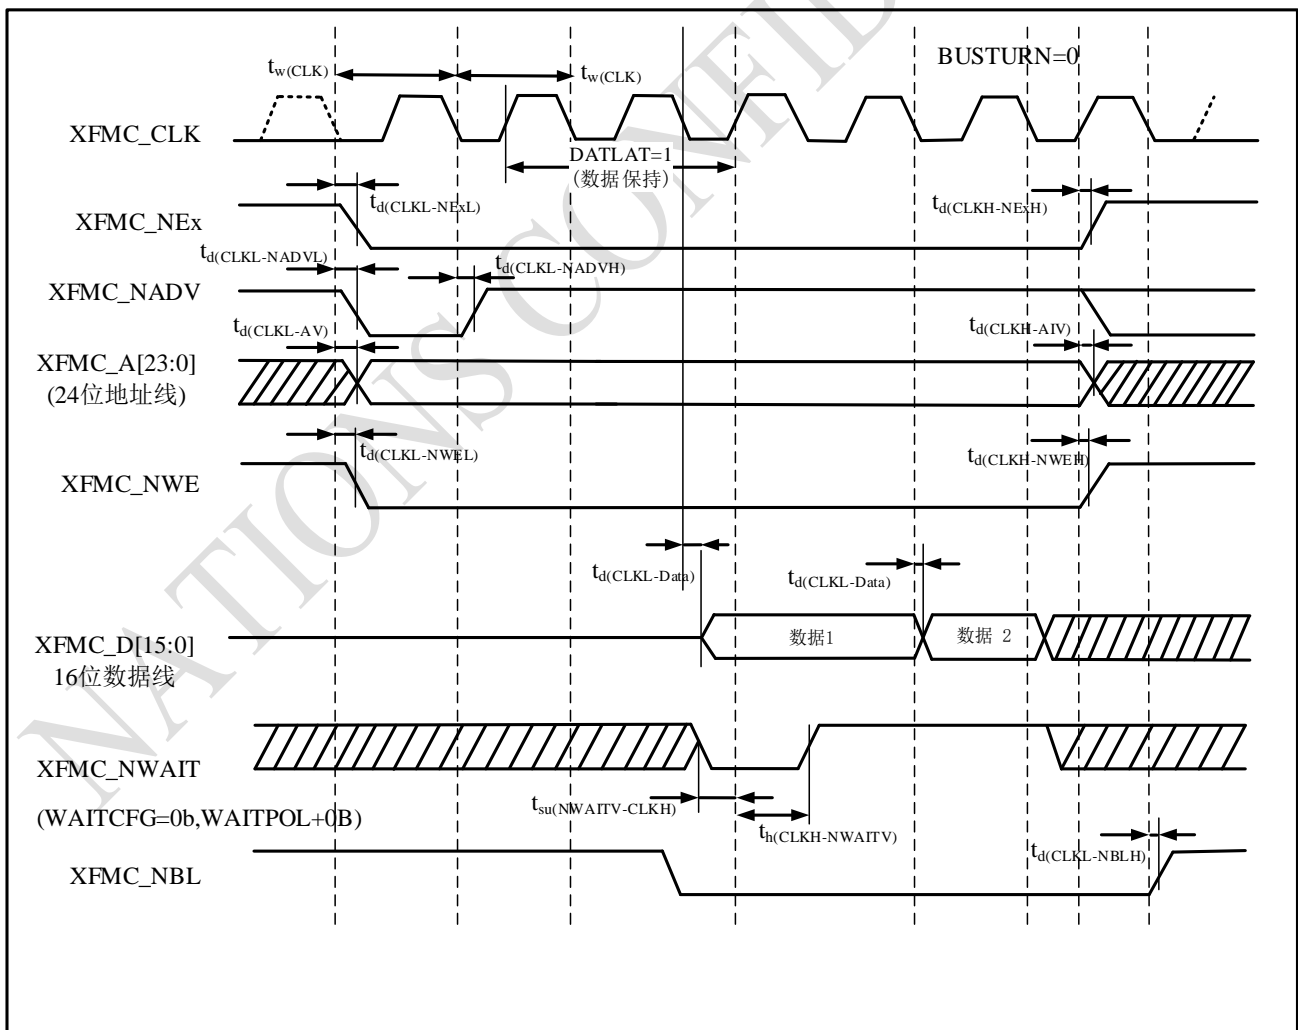 BUSTURN=0
tw(CLK)
tw(CLK)
XFMC_CLK
DATLAT=1
(数据保持)
td(CLKL-NExL)
td(CLKH-NExH)
XFMC_NEx
td(CLKL-NADVL)
td(CLKL-NADVH)
XFMC_NADV
td(CLKL-AV)
td(CLKH-AIV)
XFMC_A[23:0]
(24位地址线)
td(CLKL-NWEL)
td(CLKH-NWEH)
XFMC_NWE
td(CLKL-Data)
td(CLKL-Data)
XFMC_D[15:0]
16位数据线
数据1
数据 2
XFMC_NWAIT
(WAITCFG=0b,WAITPOL+0B)
tsu(NWAITV-CLKH)
th(CLKH-NWAITV)
td(CLKL-NBLH)
XFMC_NBL
NATIONS CONFID